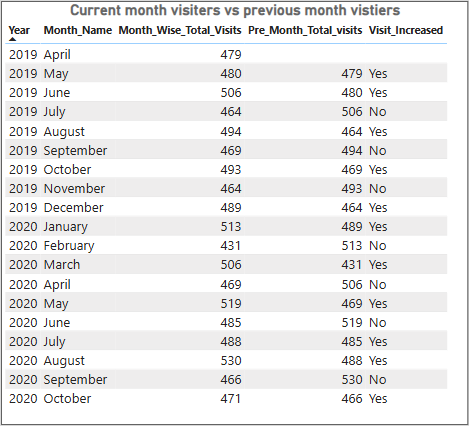 Current month visiters vs previous month vistiers
Year Month_Name Month_Wise_Total_Visits Pre_Month_Total_visits Visit_Increased
2019 April 479
2019 May 480 479 Yes
2019 June 506 480 Yes
2019 July 464 506 No
2019 August 494 464 Yes
2019 September 469 494 No
2019 October 493 469 Yes
2019 November 464 493 No
2019 December 489 464 Yes
2020 January 513 489 Yes
2020 February 431 513 No
2020 March 506 431 Yes
2020 April 469 506 No
2020 May 519 469 Yes
2020 June 485 519 No
2020 July 488 485 Yes
2020 August 530 488 Yes
2020 September 466 530 No
2020 October 471 466 Yes